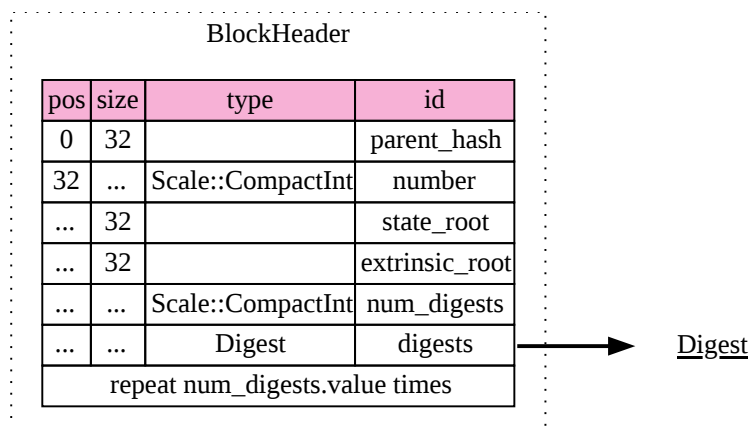 BlockHeader
pos size type id
0 32 parent_hash
32 ... Scale::CompactInt number
... 32 state_root
... 32 extrinsic_root
... ... Scale::CompactInt num_digests
... ... Digest digests Digest
repeat num_digests.value times